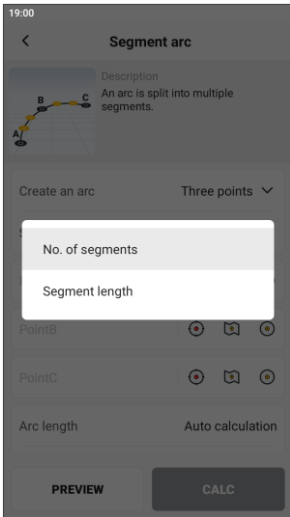 19:00
Segment arc
Description
An arc is split into multiple
segments.
A
B
C
Create an arc
Three points
No. of segments
Segment length
PointB
PointC
Arc length
Auto calculation
PREVIEW
CALC